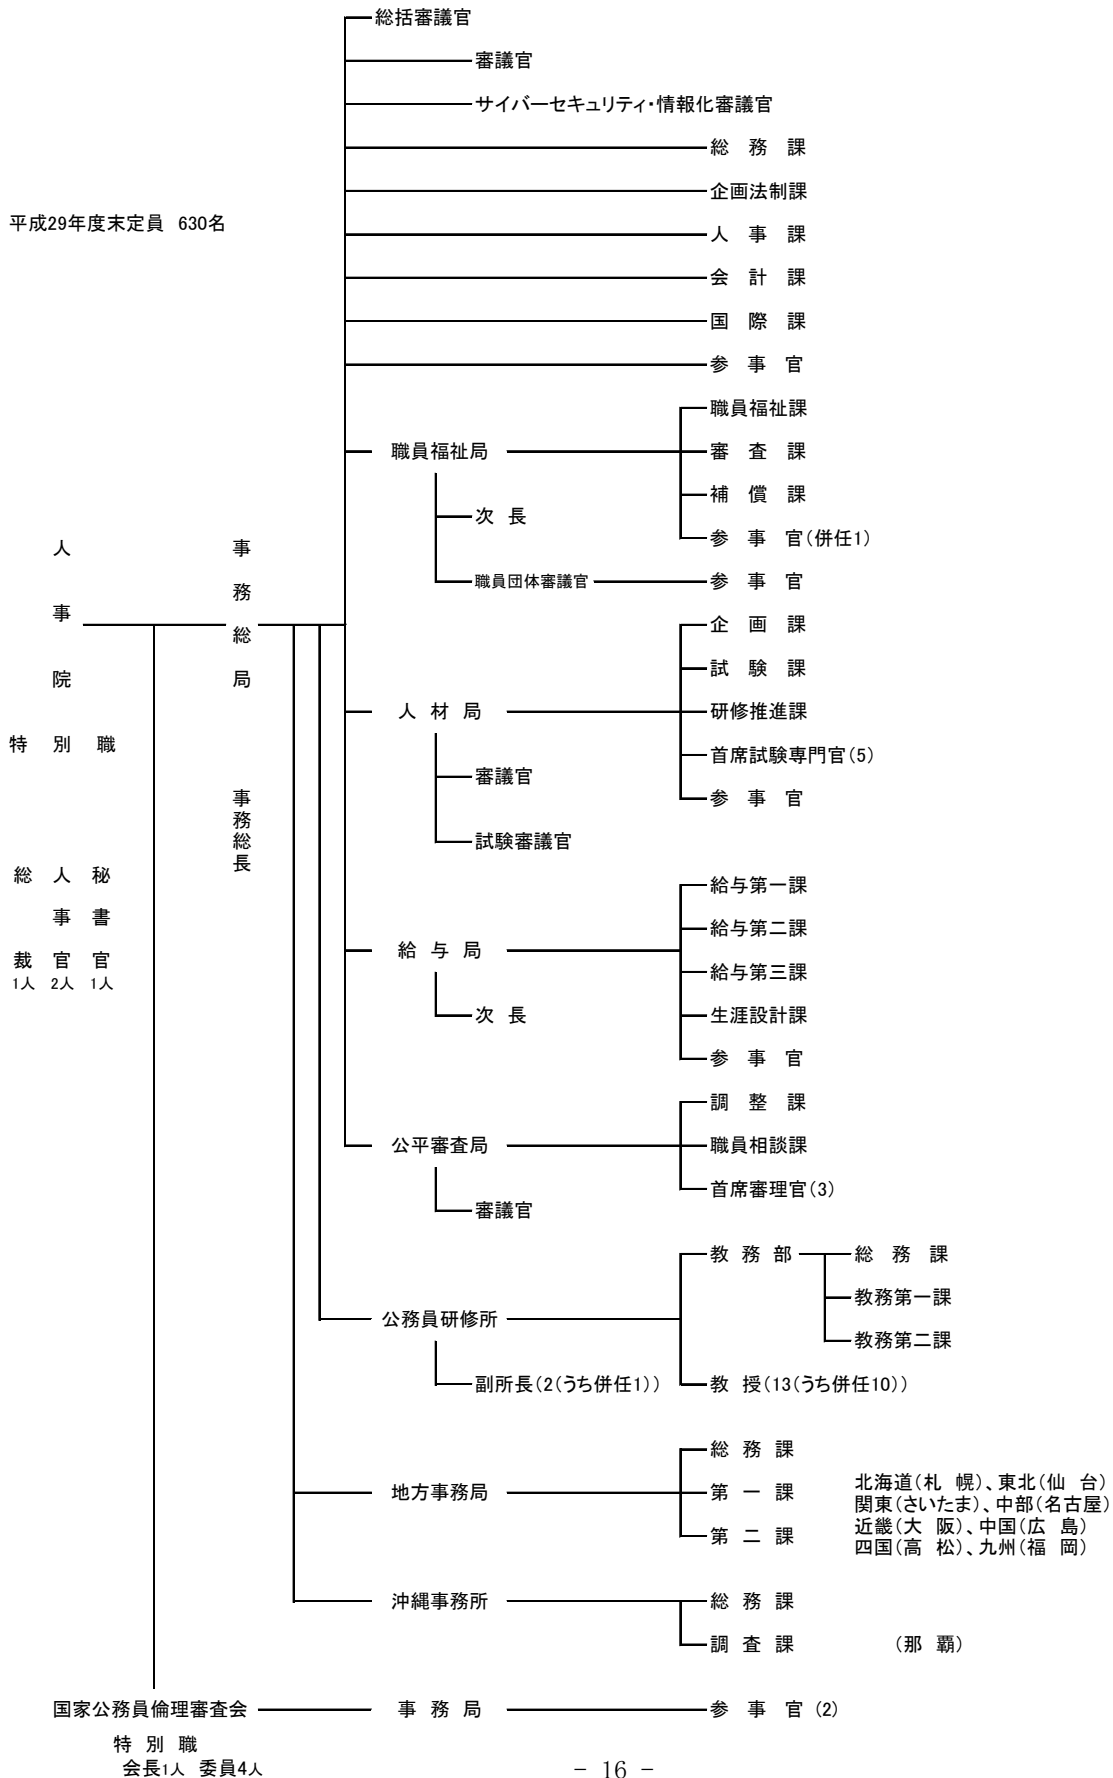 総括審議官
審議官
サイバーセキュリティ・情報化審議官
総　務　課
企画法制課
平成29年度末定員　630名
人　事　課
会　計　課
国　際　課
参　事　官
職員福祉局
職員福祉課
審　査　課
補　償　課
参　事　官(併任1)
次　長
職員団体審議官
参　事　官
人事院
特　別　職
総裁
1人
人事官
2人
秘書官
1人
事務総局
事務総長
人　材　局
企　画　課
試　験　課
研修推進課
首席試験専門官(5)
参　事　官
審議官
試験審議官
給　与　局
給与第一課
給与第二課
給与第三課
生涯設計課
参　事　官
次　長
公平審査局
調　整　課
職員相談課
首席審理官(3)
審議官
公務員研修所
教　務　部
総　務　課
教務第一課
教務第二課
副所長(2(うち併任1))
教　授(13(うち併任10))
地方事務局
総　務　課
第　一　課
第　二　課
北海道(札　幌)、東北(仙　台)
関東(さいたま)、中部(名古屋)
近畿(大　阪)、中国(広　島)
四国(高　松)、九州(福　岡)
沖縄事務所
総　務　課
調　査　課
(那　覇)
国家公務員倫理審査会
事　務　局
参　事　官(2)
特　別　職
会長1人　委員4人
- 16 -